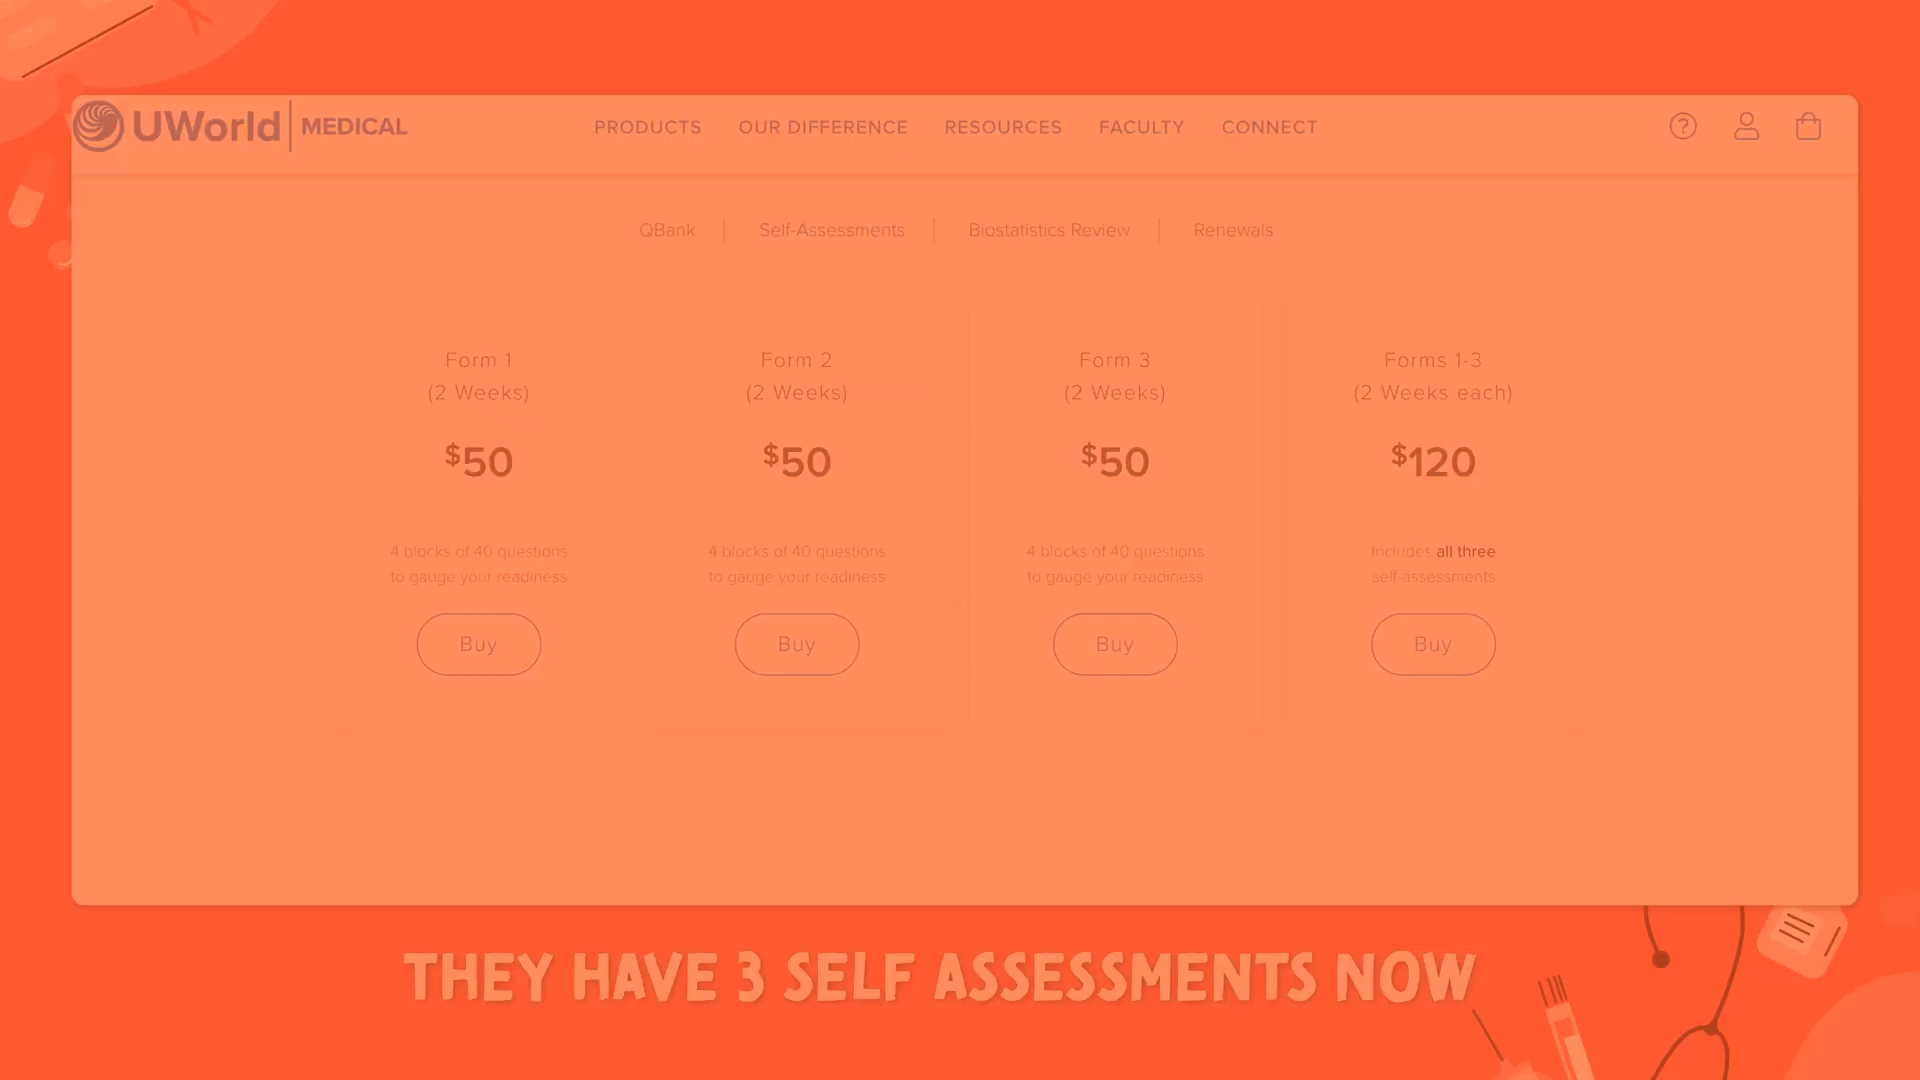 UWorld | MEDICAL
PRODUCTS OUR DIFFERENCE RESOURCES FACULTY CONNECT
QBank Self-Assessments Biostatistics Review Renewals
Form 1
(2 Weeks)
$50
4 blocks of 40 questions
to gauge your readiness
Buy
Form 2
(2 Weeks)
$50
4 blocks of 40 questions
to gauge your readiness
Buy
Form 3
(2 Weeks)
$50
4 blocks of 40 questions
to gauge your readiness
Buy
Forms 1-3
(2 Weeks each)
$120
Includes all three
self-assessments
Buy
THEY HAVE 3 SELF ASSESSMENTS NOW